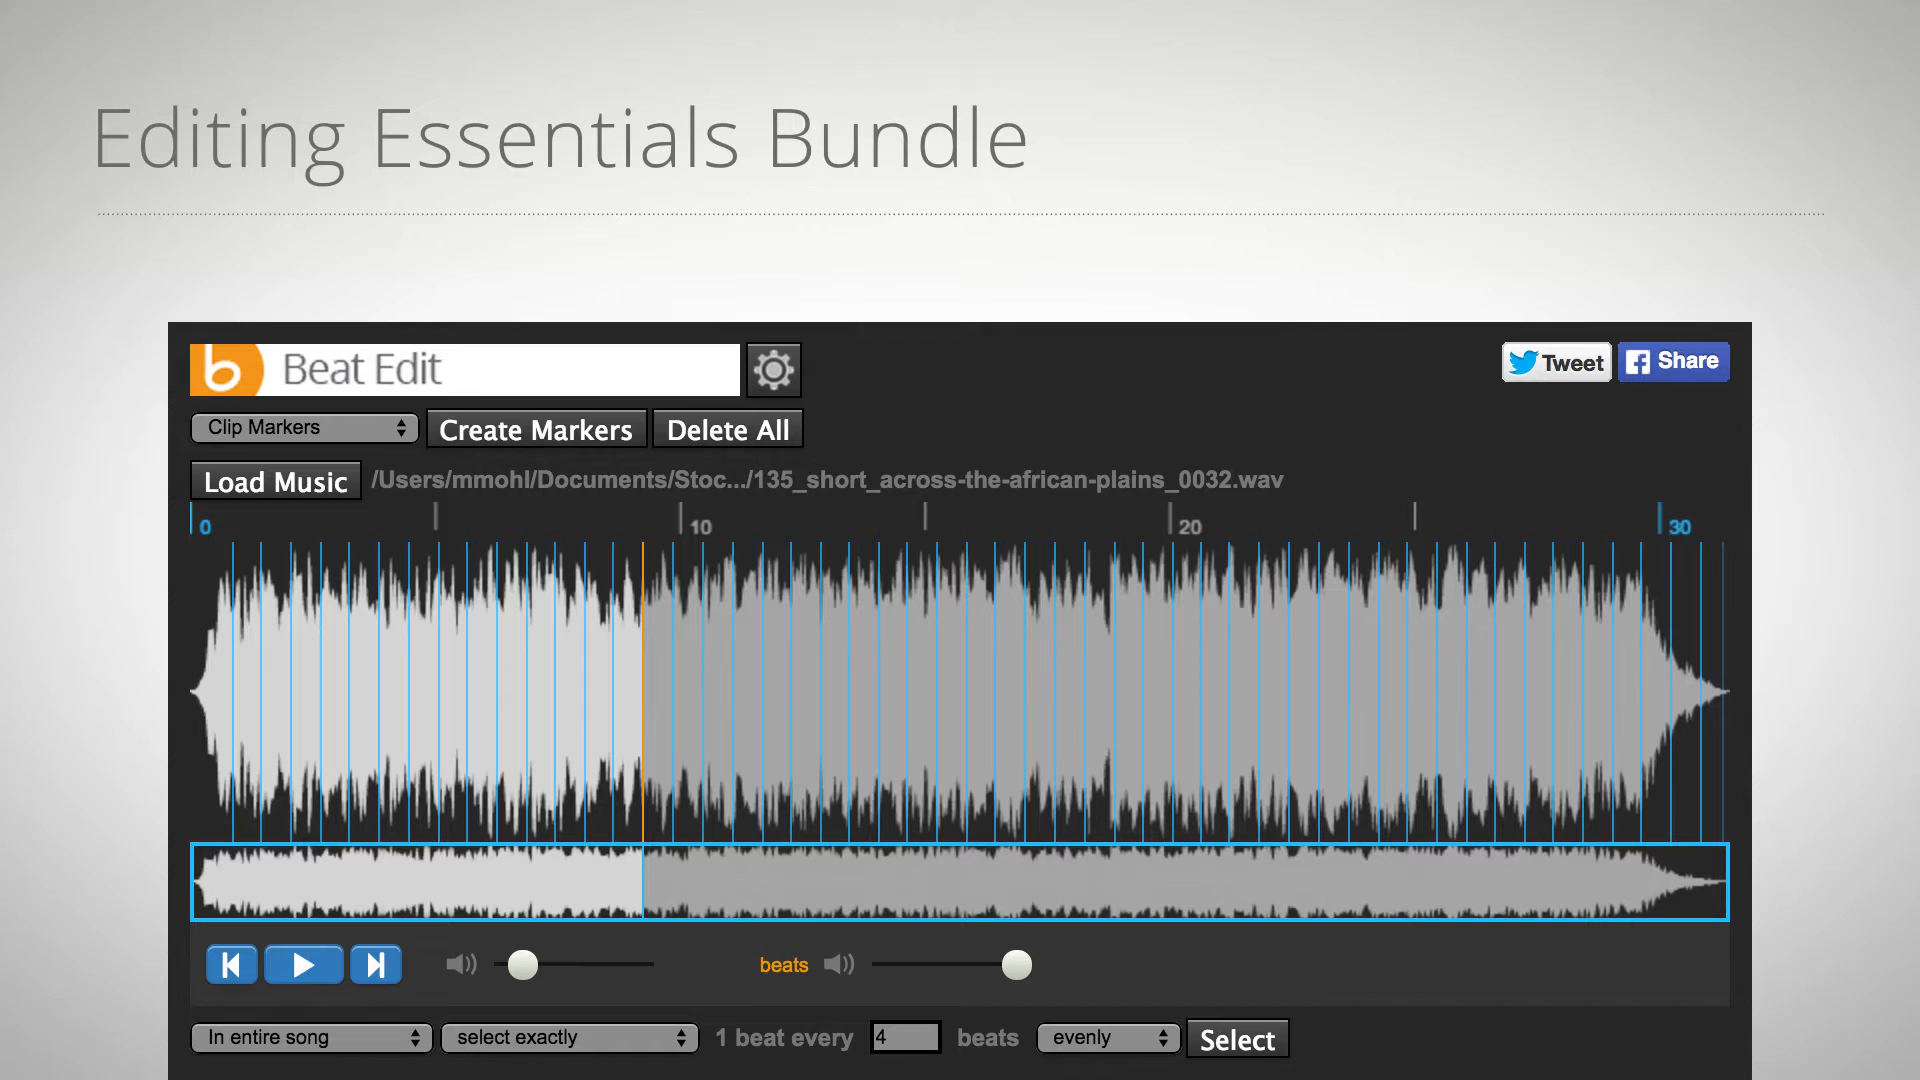 Editing Essentials Bundle
b Beat Edit
Tweet Share
Clip Markers Create Markers Delete All
Load Music /Users/mmohl/Documents/Stoc.../135_short_across-the-african-plains_0032.wav
0 10 20 30
beats
In entire song select exactly 1 beat every 4 beats evenly Select